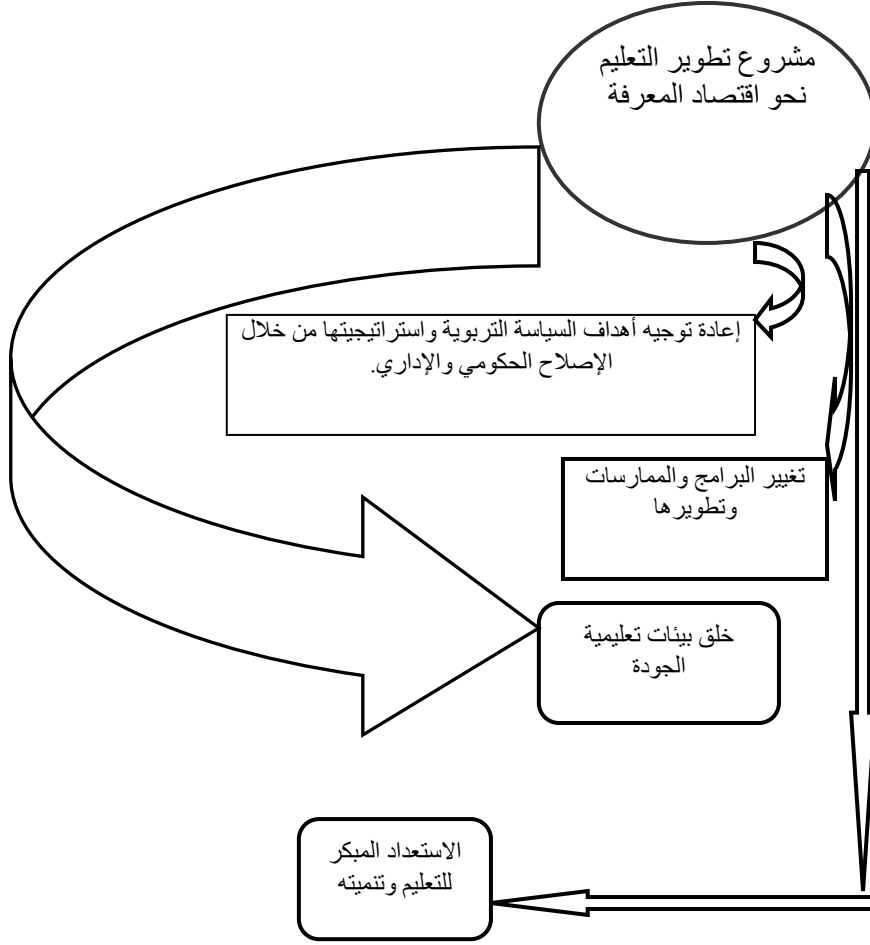 مشروع تطوير التعليم
نحو اقتصاد المعرفة
إعادة توجيه أهداف السياسة التربوية واستراتيجيتها من خلال
الإصلاح الحكومي والإداري.
تغيير البرامج والممارسات
وتطويرها
خلق بيئات تعليمية
الجودة
الاستعداد المبكر
للتعليم وتنميته